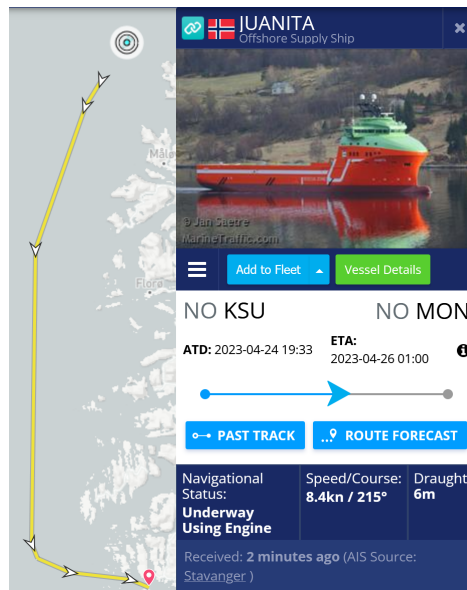 JUANITA
Offshore Supply Ship
Måløy
© Jan Saetre
MarineTraffic.com
Florø
Add to Fleet
Vessel Details
NO KSU
NO MON
ATD: 2023-04-24 19:33
ETA:
2023-04-26 01:00
PAST TRACK
ROUTE FORECAST
Navigational
Status:
Underway
Using Engine
Speed/Course:
8.4kn / 215°
Draught
6m
Received: 2 minutes ago (AIS Source:
Stavanger )